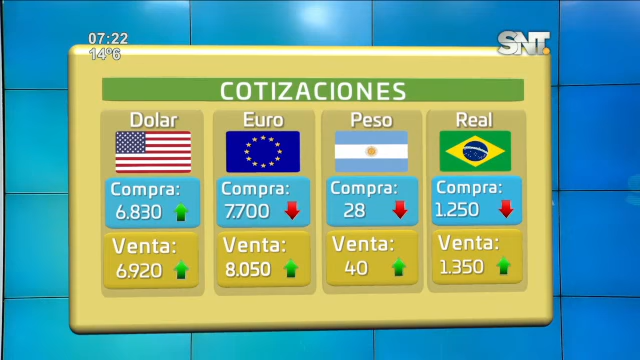 07:22
14°6
SNT.
COTIZACIONES
Dolar
Compra:
6.830
Venta:
6.920
Euro
Compra:
7.700
Venta:
8.050
Peso
Compra:
28
Venta:
40
Real
Compra:
1.250
Venta:
1.350